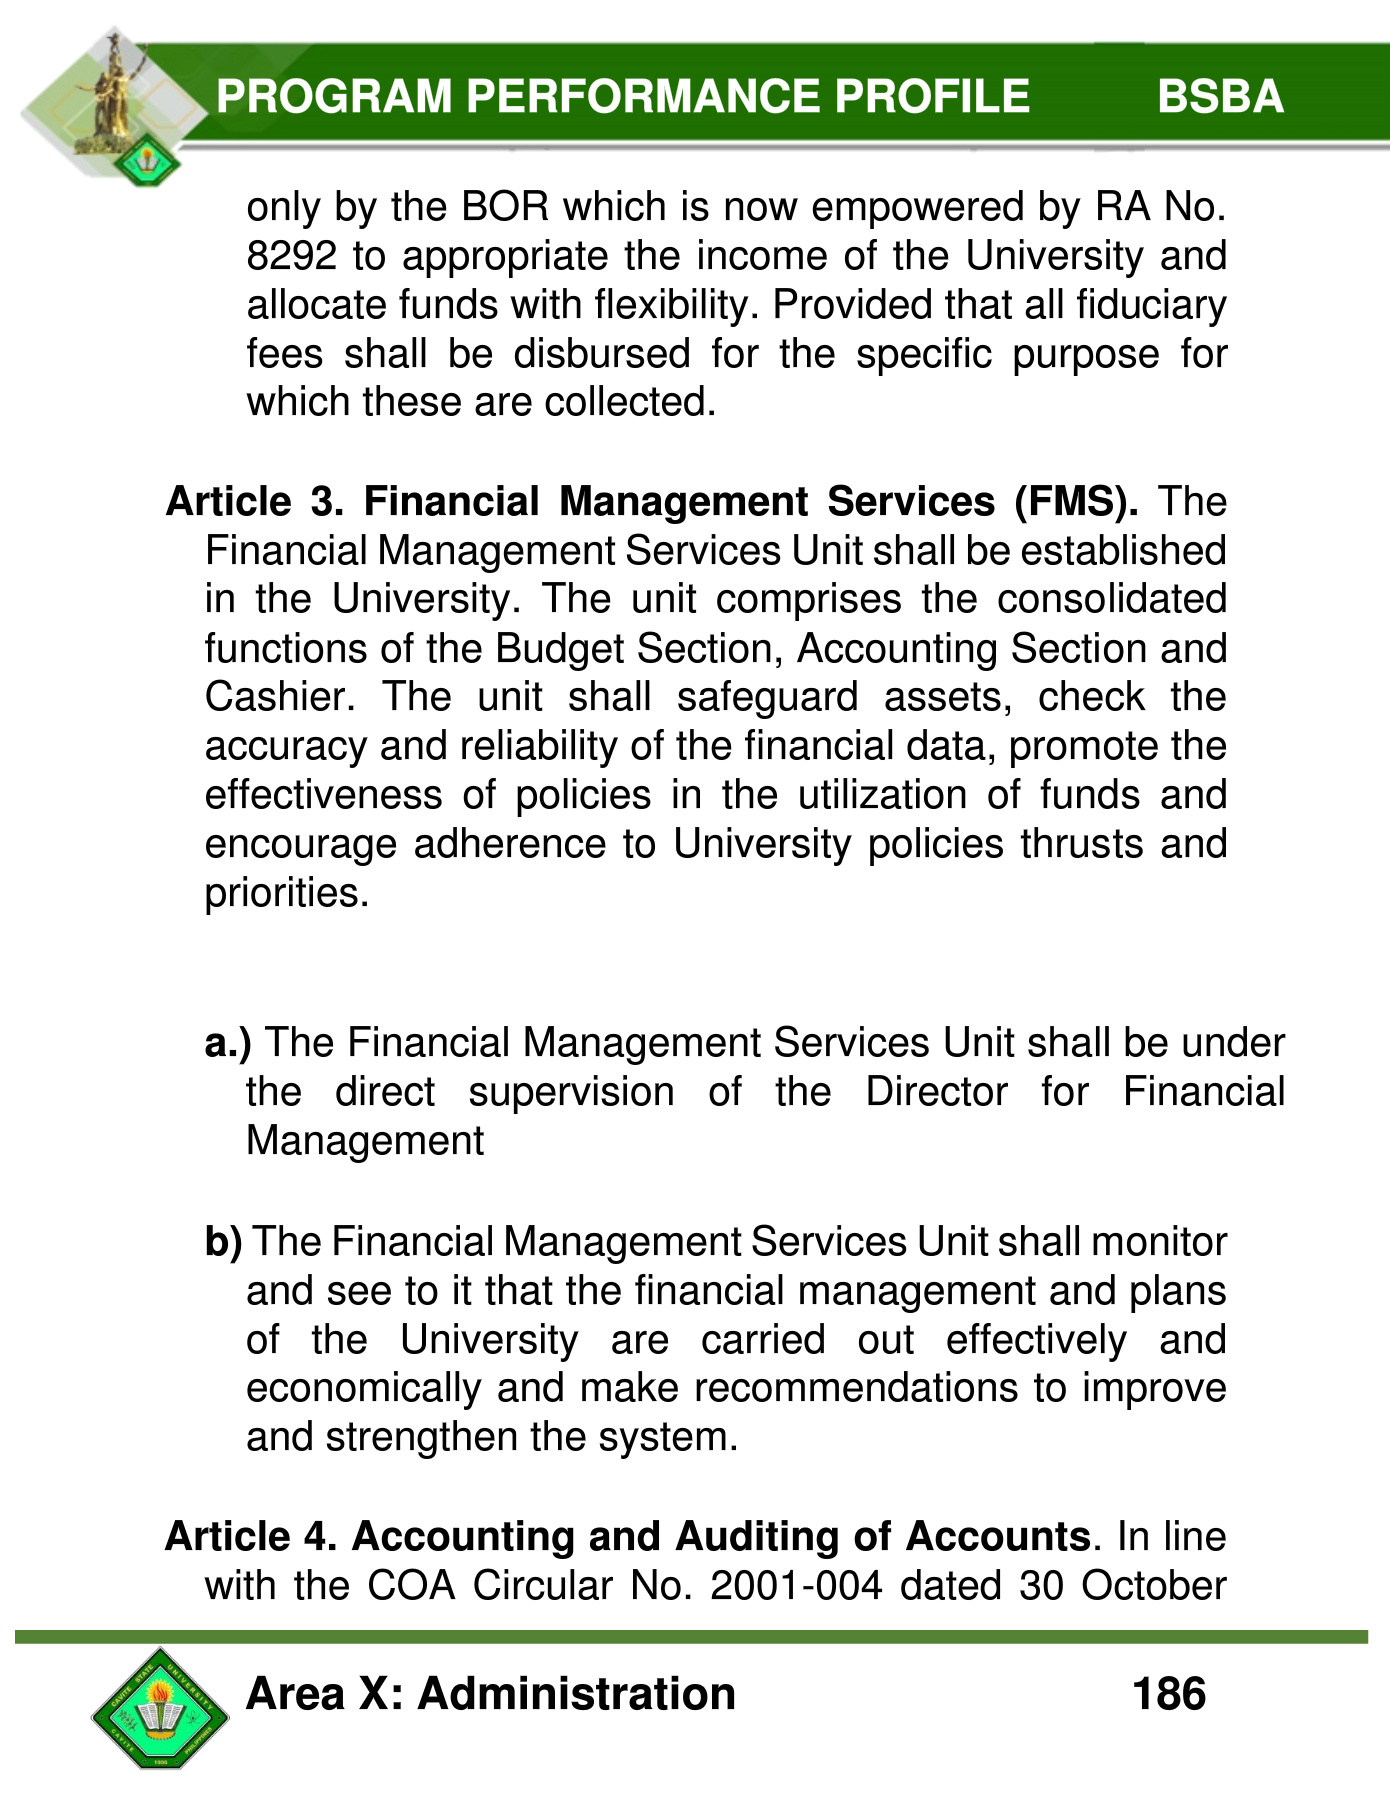 PROGRAM PERFORMANCE PROFILE BSBA
only by the BOR which is now empowered by RA No.
8292 to appropriate the income of the University and
allocate funds with flexibility. Provided that all fiduciary
fees shall be disbursed for the specific purpose for
which these are collected.
Article 3. Financial Management Services (FMS). The
Financial Management Services Unit shall be established
in the University. The unit comprises the consolidated
functions of the Budget Section, Accounting Section and
Cashier. The unit shall safeguard assets, check the
accuracy and reliability of the financial data, promote the
effectiveness of policies in the utilization of funds and
encourage adherence to University policies thrusts and
priorities.
a.) The Financial Management Services Unit shall be under
the direct supervision of the Director for Financial
Management
b) The Financial Management Services Unit shall monitor
and see to it that the financial management and plans
of the University are carried out effectively and
economically and make recommendations to improve
and strengthen the system.
Article 4. Accounting and Auditing of Accounts. In line
with the COA Circular No. 2001-004 dated 30 October
CAVITE STATE UNIVERSITY
CAVITE PHILIPPINES
1906
Area X: Administration 186